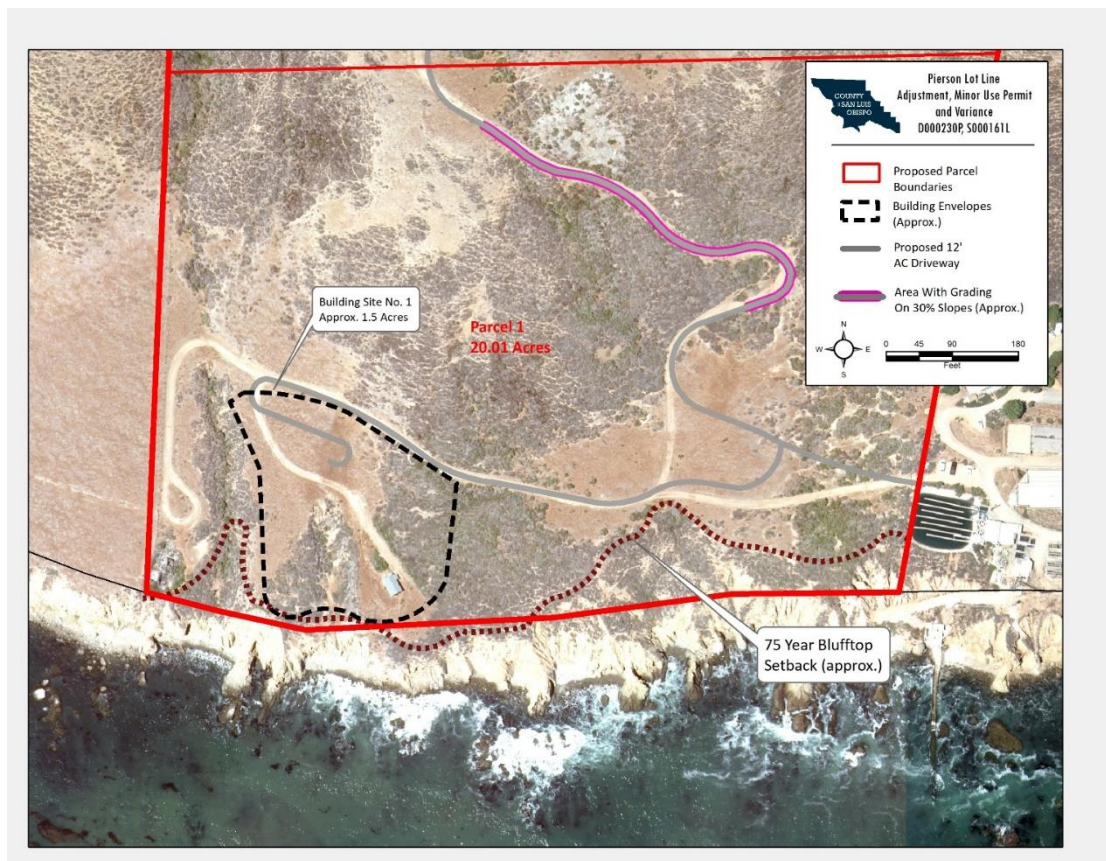 COUNTY
OF SAN LUIS
OBISPO
Pierson Lot Line
Adjustment, Minor Use Permit
and Variance
D000230P, S000161L
Proposed Parcel
Boundaries
Building Envelopes
(Approx.)
Proposed 12'
AC Driveway
Area With Grading
On 30% Slopes (Approx.)
N
W
E
S
0 45 90 180
Feet
Building Site No. 1
Approx. 1.5 Acres
Parcel 1
20.01 Acres
75 Year Blufftop
Setback (approx.)